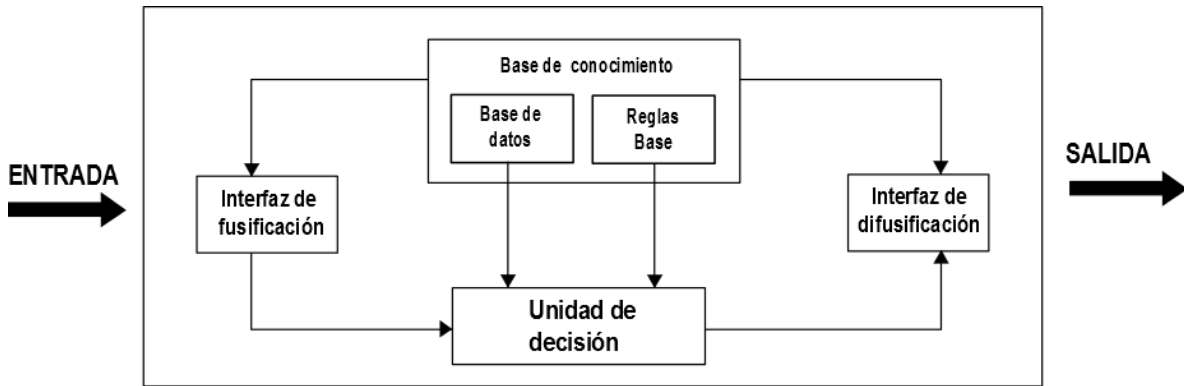 Base de conocimiento
Base de
datos
Reglas
Base
ENTRADA
Interfaz de
fusificación
SALIDA
Interfaz de
difusificación
Unidad de
decisión